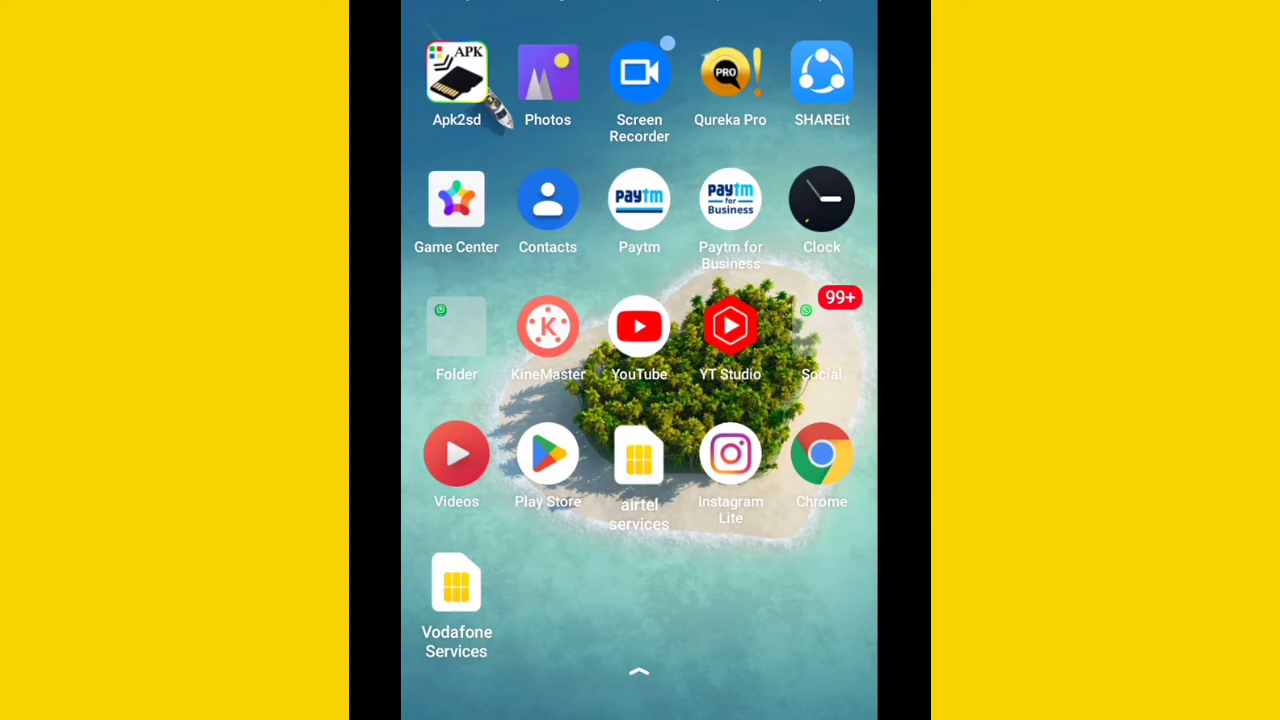 APK
PRO
Apk2sd
Photos
Screen
Recorder
Qureka Pro
SHAREit
paytm
paytm
for
Business
Game Center
Contacts
Paytm
Paytm for
Business
Clock
99+
K
Folder
KineMaster
YouTube
YT Studio
Social
Videos
Play Store
airtel
services
Instagram
Lite
Chrome
Vodafone
Services